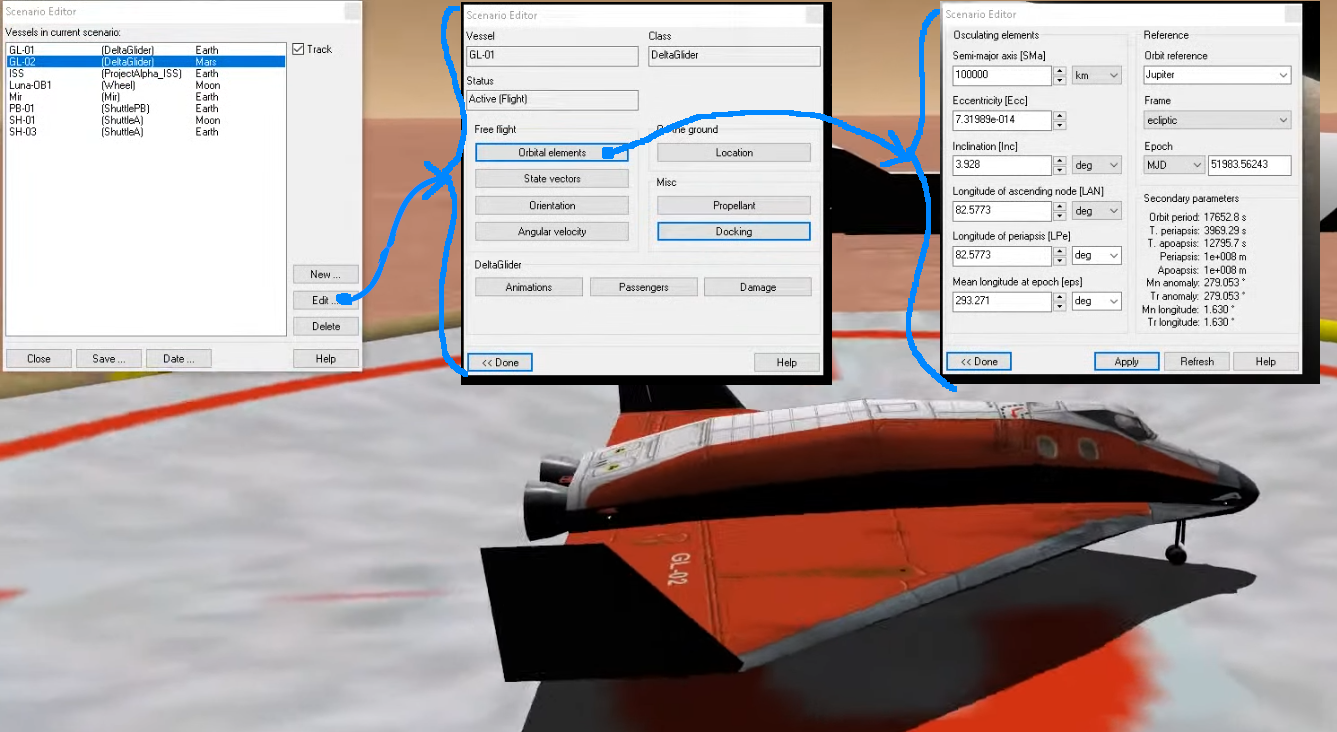 Scenario Editor
Vessels in current scenario:
GL-01 (DeltaGlider) Earth
GL-02 (DeltaGlider) Mars
ISS (ProjectAlpha_ISS) Earth
Luna-OB1 (Wheel) Moon
Mir (Mir) Earth
PB-01 (ShuttlePB) Earth
SH-01 (ShuttleA) Moon
SH-03 (ShuttleA) Earth
Track
New ...
Edit ...
Delete
Close Save ... Date ... Help
Scenario Editor
Vessel Class
GL-01 DeltaGlider
Status
Active (Flight)
Free flight the ground
Orbital elements Location
State vectors Misc
Orientation Propellant
Angular velocity Docking
DeltaGlider
Animations Passengers Damage
<< Done Help
Scenario Editor
Osculating elements
Semi-major axis [SMa]
100000 km
Eccentricity [Ecc]
7.31989e-014
Inclination [Inc]
3.928 deg
Longitude of ascending node [LAN]
82.5773 deg
Longitude of periapsis [LPe]
82.5773 deg
Mean longitude at epoch [eps]
293.271 deg
Reference
Orbit reference
Jupiter
Frame
ecliptic
Epoch
MJD 51983.56243
Secondary parameters
Orbit period: 17652.8 s
T. periapsis: 3969.29 s
T. apoapsis: 12795.7 s
Periapsis: 1e+008 m
Apoapsis: 1e+008 m
Mn anomaly: 279.053 °
Tr anomaly: 279.053 °
Mn longitude: 1.630 °
Tr longitude: 1.630 °
<< Done Apply Refresh Help
GL-02